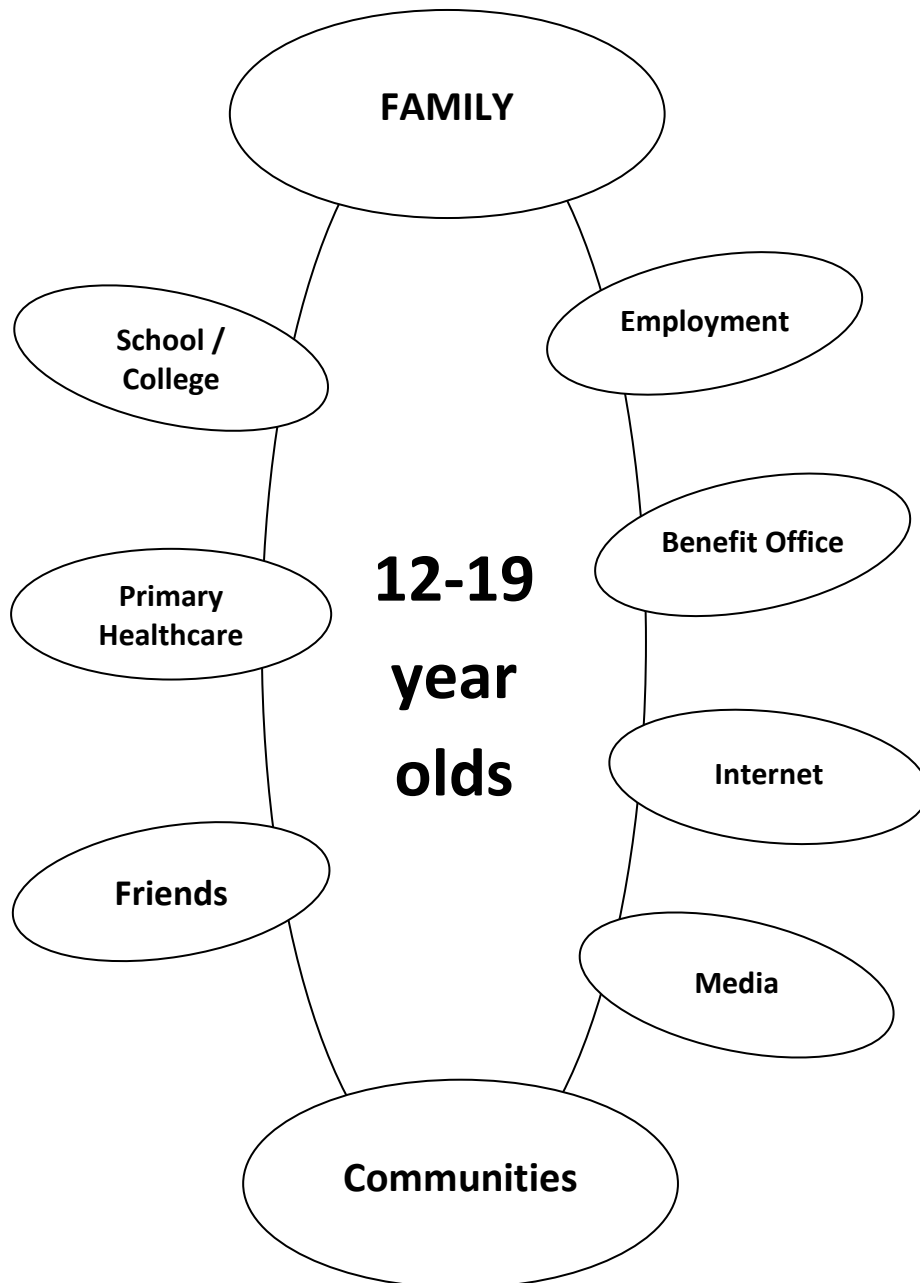 FAMILY
Employment
School /
College
Benefit Office
12-19
year
olds
Primary
Healthcare
Internet
Friends
Media
Communities